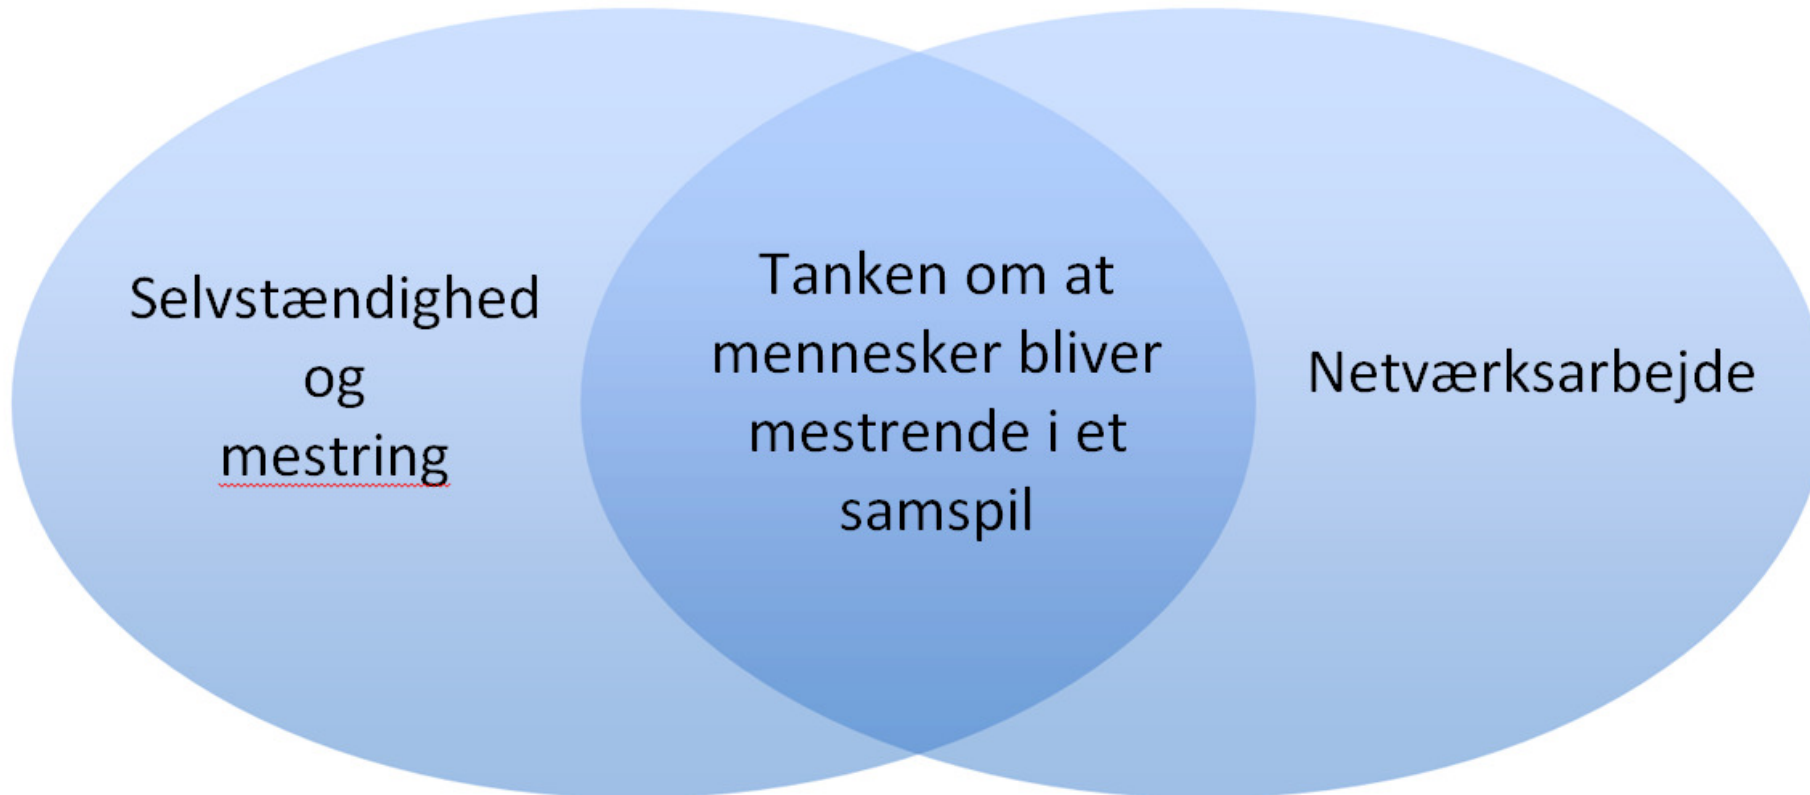 Selvstændighed
og
mestring
Tanken om at
mennesker bliver
mestrende i et
samspil
Netværksarbejde